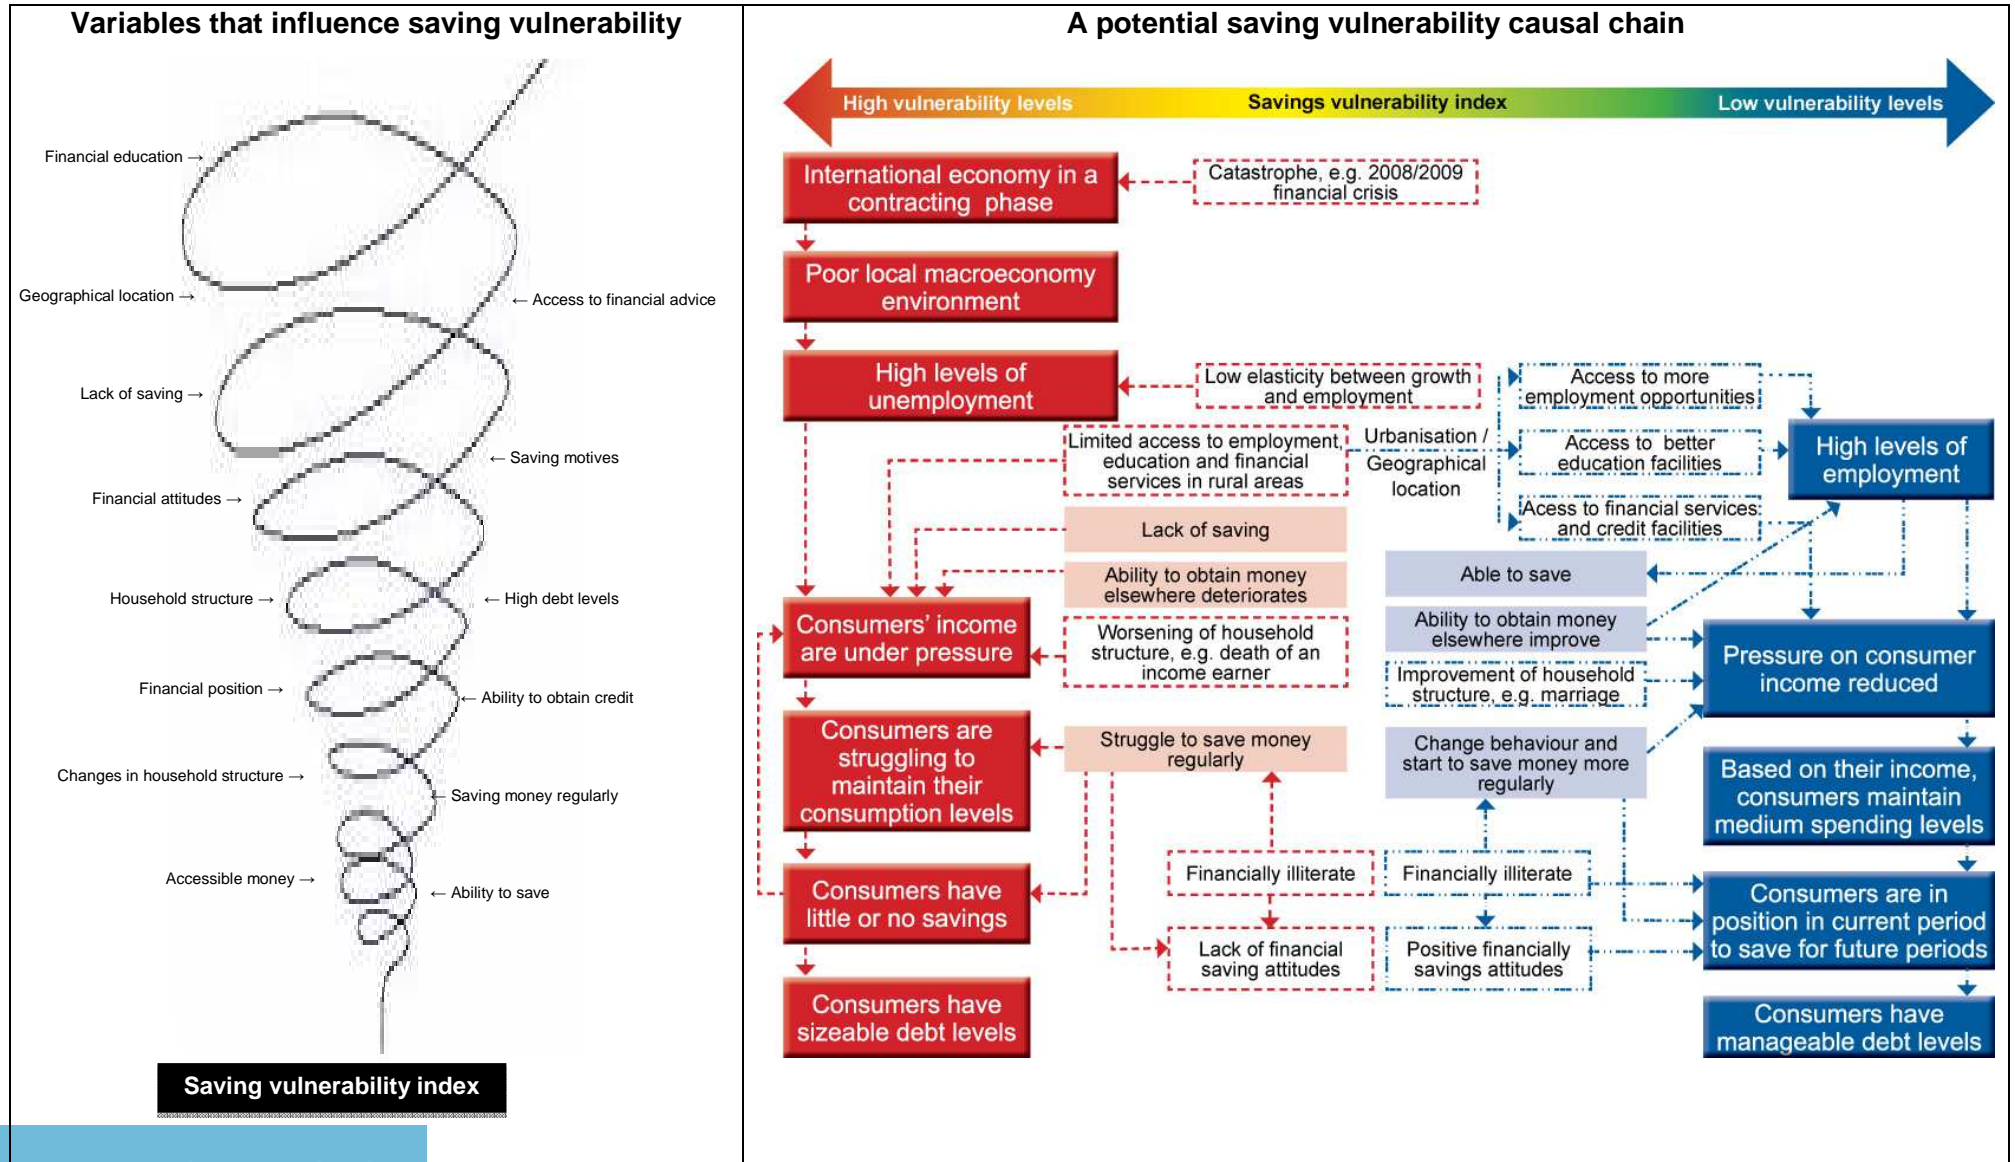 Variables that influence saving vulnerability
Financial education →
Geographical location →
← Access to financial advice
Lack of saving →
← Saving motives
Financial attitudes →
Household structure →
← High debt levels
Financial position →
← Ability to obtain credit
Changes in household structure →
← Saving money regularly
Accessible money →
← Ability to save
Saving vulnerability index
A potential saving vulnerability causal chain
High vulnerability levels
Savings vulnerability index
Low vulnerability levels
International economy in a
contracting phase
Catastrophe, e.g. 2008/2009
financial crisis
Poor local macroeconomy
environment
High levels of
unemployment
Low elasticity between growth
and employment
Access to more
employment opportunities
Limited access to employment,
education and financial
services in rural areas
Urbanisation /
Geographical
location
Access to better
education facilities
High levels of
employment
Acess to financial services
and credit facilities
Lack of saving
Able to save
Ability to obtain money
elsewhere deteriorates
Consumers' income
are under pressure
Worsening of household
structure, e.g. death of an
income earner
Ability to obtain money
elsewhere improve
Improvement of household
structure, e.g. marriage
Pressure on consumer
income reduced
Consumers are
struggling to
maintain their
consumption levels
Struggle to save money
regularly
Change behaviour and
start to save money more
regularly
Based on their income,
consumers maintain
medium spending levels
Consumers have
little or no savings
Financially illiterate
Financially illiterate
Consumers are in
position in current period
to save for future periods
Lack of financial
saving attitudes
Positive financially
savings attitudes
Consumers have
sizeable debt levels
Consumers have
manageable debt levels